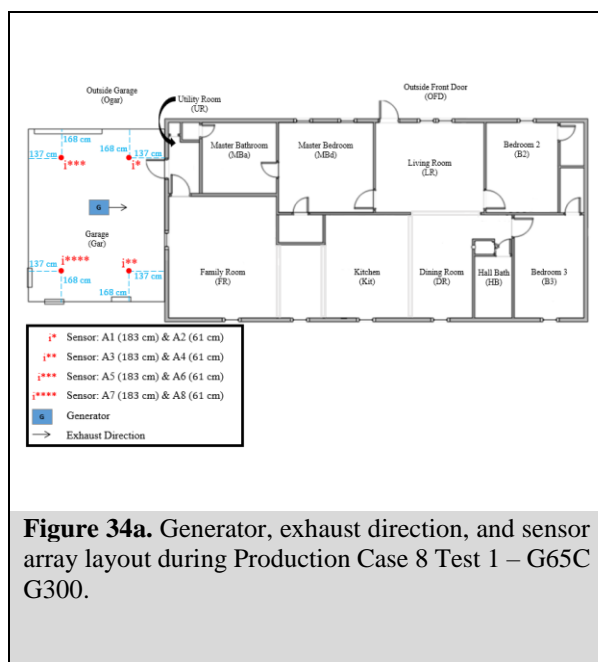 Outside Garage
(Ogar)
Utility Room
(UR)
Outside Front Door
(OFD)
168 cm
168 cm
137 cm
137 cm
i***
i*
Master Bathroom
(MBa)
Master Bedroom
(MBd)
Living Room
(LR)
Bedroom 2
(B2)
G
Garage
(Gar)
i****
i**
137 cm
137 cm
168 cm
168 cm
Family Room
(FR)
Kitchen
(Kit)
Dining Room
(DR)
Hall Bath
(HB)
Bedroom 3
(B3)
i* Sensor: A1 (183 cm) & A2 (61 cm)
i** Sensor: A3 (183 cm) & A4 (61 cm)
i*** Sensor: A5 (183 cm) & A6 (61 cm)
i**** Sensor: A7 (183 cm) & A8 (61 cm)
G Generator
Exhaust Direction
Figure 34a. Generator, exhaust direction, and sensor
array layout during Production Case 8 Test 1 – G65C
G300.